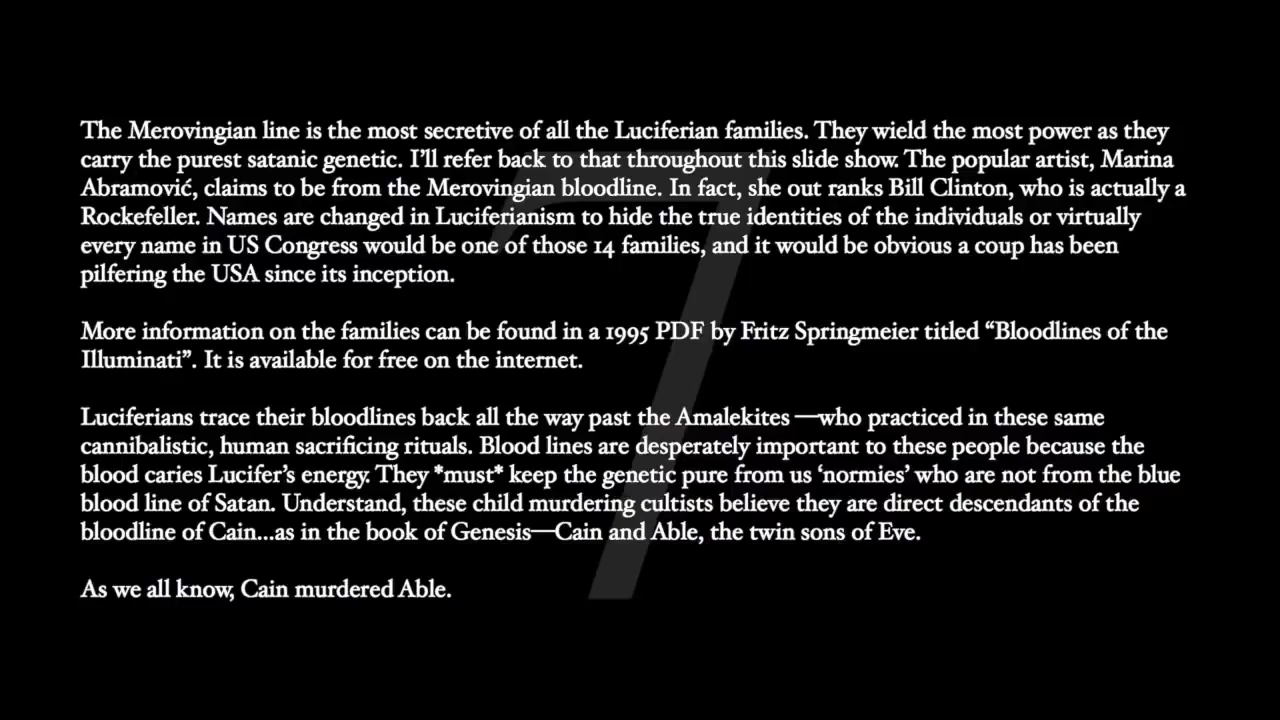 The Merovingian line is the most secretive of all the Luciferian families. They wield the most power as they
carry the purest satanic genetic. I'll refer back to that throughout this slide show. The popular artist, Marina
Abramović, claims to be from the Merovingian bloodline. In fact, she out ranks Bill Clinton, who is actually a
Rockefeller. Names are changed in Luciferianism to hide the true identities of the individuals or virtually
every name in US Congress would be one of those 14 families, and it would be obvious a coup has been
pilfering the USA since its inception.
More information on the families can be found in a 1995 PDF by Fritz Springmeier titled “Bloodlines of the
Illuminati”. It is available for free on the internet.
Luciferians trace their bloodlines back all the way past the Amalekites —who practiced in these same
cannibalistic, human sacrificing rituals. Blood lines are desperately important to these people because the
blood caries Lucifer's energy. They *must* keep the genetic pure from us ‘normies’ who are not from the blue
blood line of Satan. Understand, these child murdering cultists believe they are direct descendants of the
bloodline of Cain...as in the book of Genesis—Cain and Able, the twin sons of Eve.
As we all know, Cain murdered Able.
7